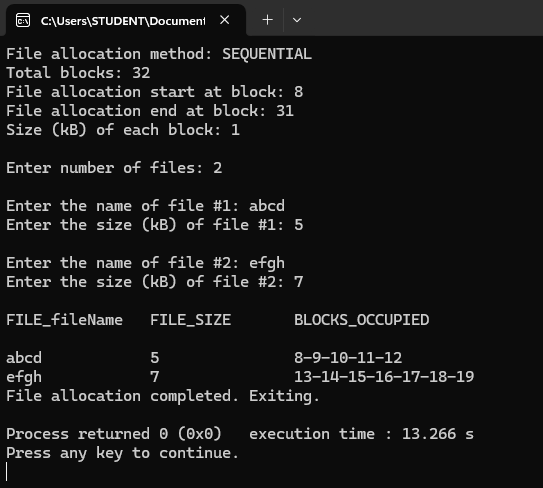 C:\Users\STUDENT\Document
File allocation method: SEQUENTIAL
Total blocks: 32
File allocation start at block: 8
File allocation end at block: 31
Size (kB) of each block: 1
Enter number of files: 2
Enter the name of file #1: abcd
Enter the size (kB) of file #1: 5
Enter the name of file #2: efgh
Enter the size (kB) of file #2: 7
FILE_fileName   FILE_SIZE       BLOCKS_OCCUPIED
abcd            5               8-9-10-11-12
efgh            7               13-14-15-16-17-18-19
File allocation completed. Exiting.
Process returned 0 (0x0)   execution time : 13.266 s
Press any key to continue.